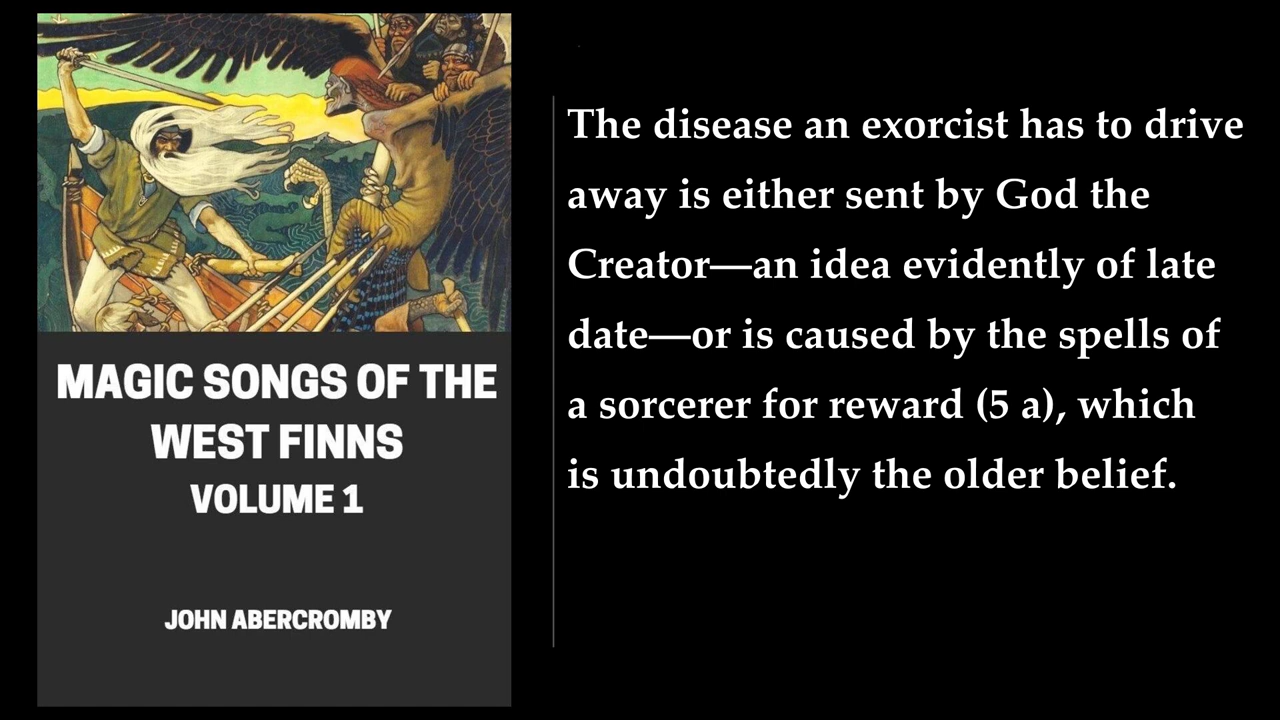 MAGIC SONGS OF THE
WEST FINNS
VOLUME 1
JOHN ABERCROMBY
The disease an exorcist has to drive
away is either sent by God the
Creator—an idea evidently of late
date—or is caused by the spells of
a sorcerer for reward (5 a), which
is undoubtedly the older belief.